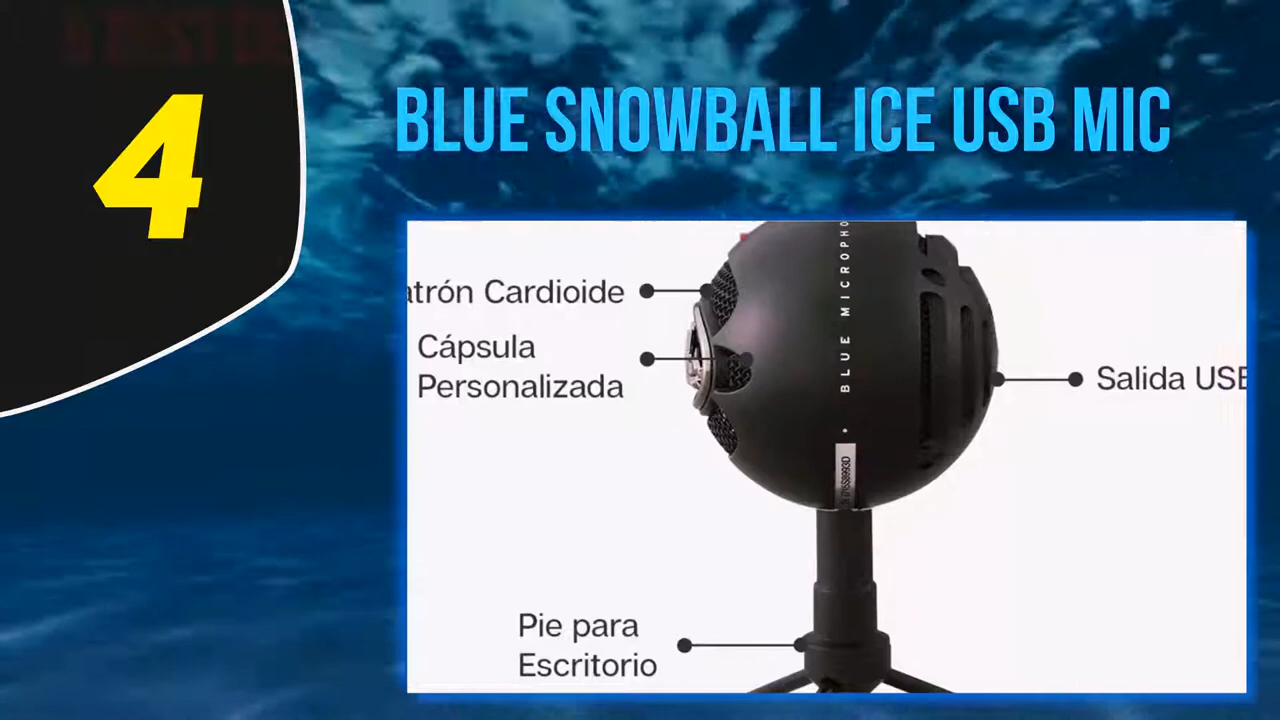 4
BLUE SNOWBALL ICE USB MIC
atrón Cardioide
Cápsula
Personalizada
BLUE MICROPHO
Salida USB
Pie para
Escritorio